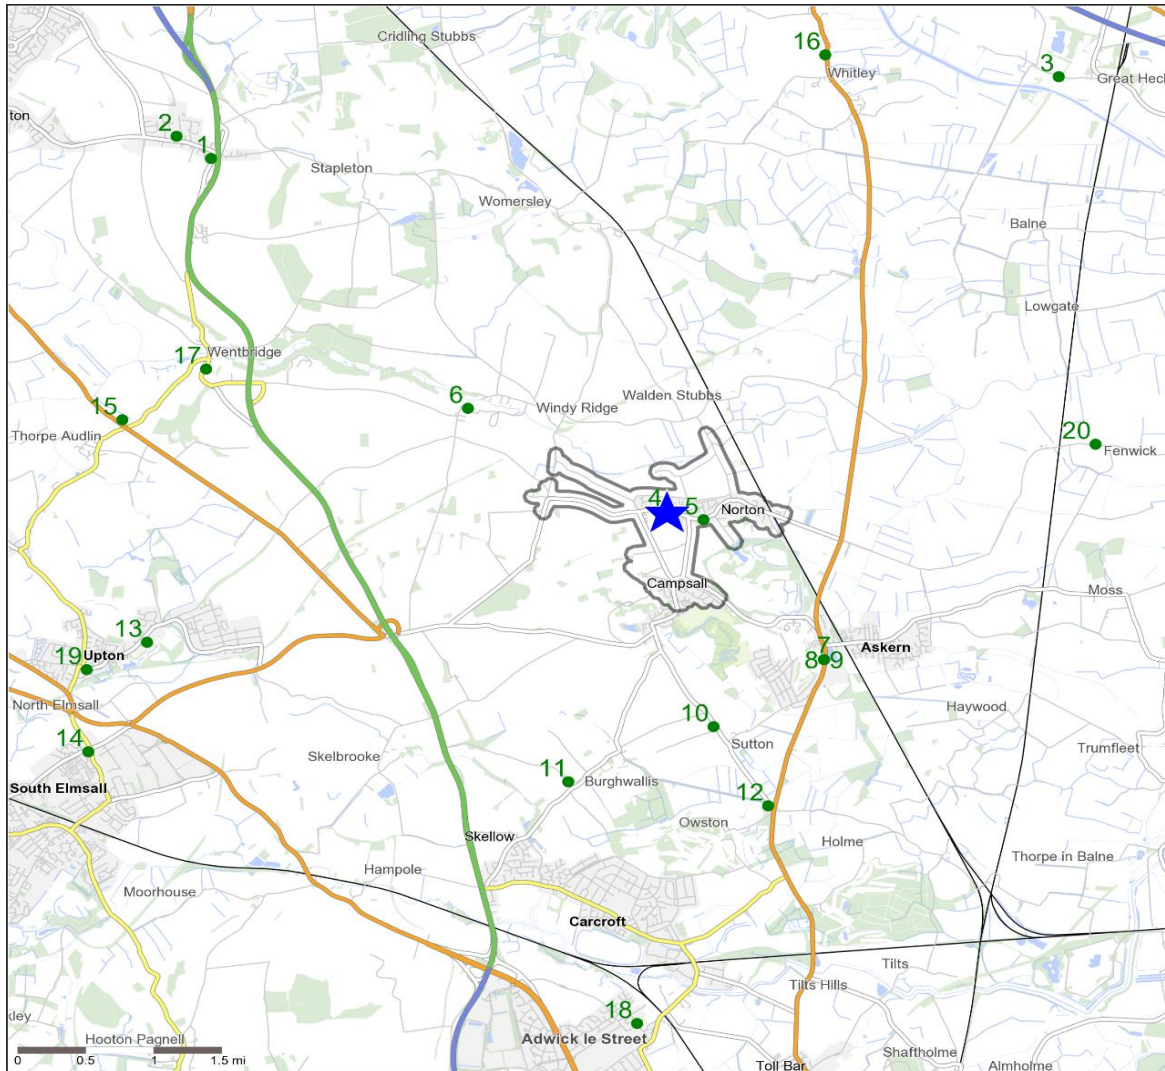 Cridling Stubbs
16
Whitley
3
Great Heck
ton
2
1
Stapleton
Womersley
Balne
Lowgate
17
Wentbridge
15
Thorpe Audlin
6
Windy Ridge
Walden Stubbs
20
Fenwick
4
5
Norton
Campsall
Moss
13
Upton
19
North Elmsall
7
8 9
Askern
14
South Elmsall
Skelbrooke
10
Sutton
Haywood
Trumfleet
11
Burghwallis
12
Owston
Skellow
Holme
Hampole
Moorhouse
Thorpe in Balne
Carcroft
Tilts
Tilts Hills
kley
Hooton Pagnell
18
Adwick le Street
Toll Bar
Shaftholme
Almholme
0 0.5 1 1.5 mi